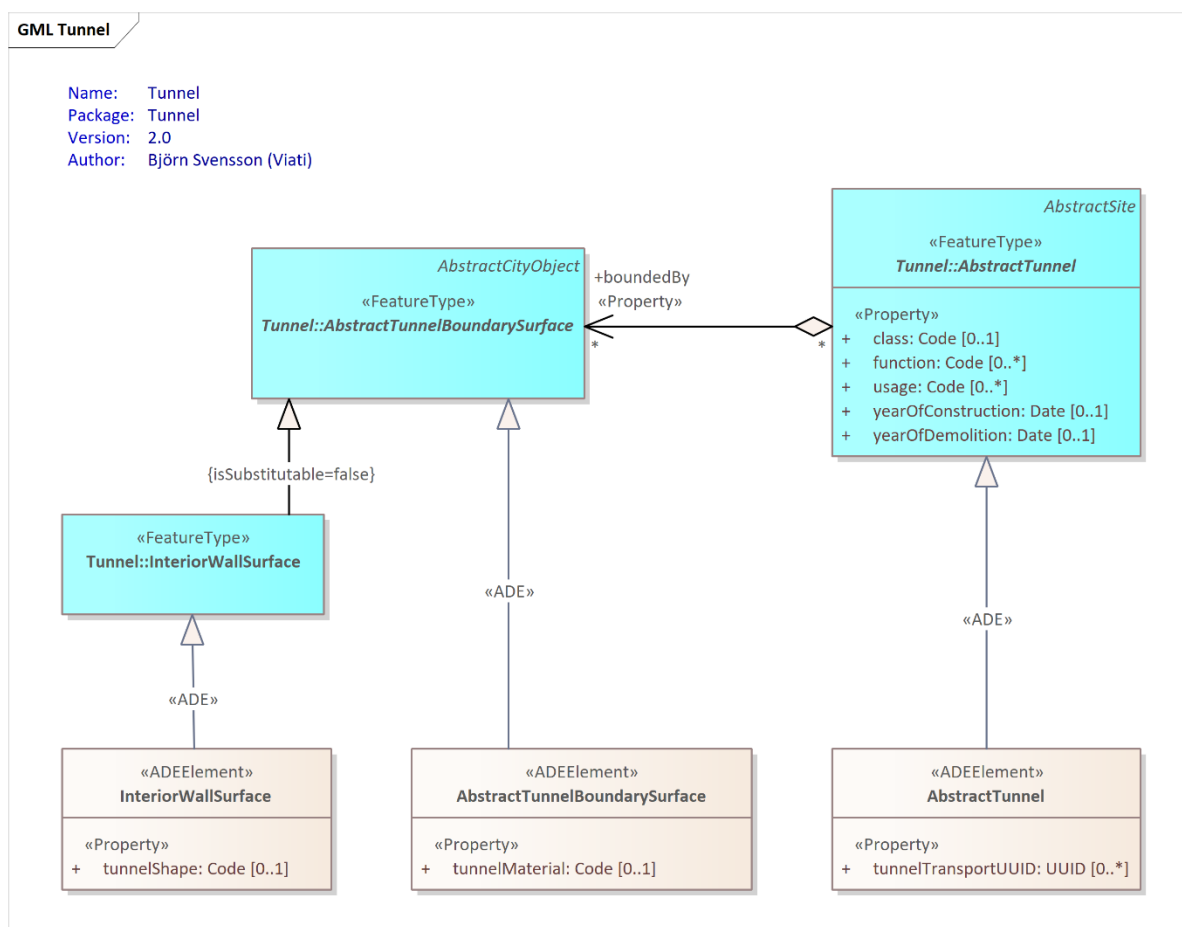 GML Tunnel
Name: Tunnel
Package: Tunnel
Version: 2.0
Author: Björn Svensson (Viati)
AbstractCityObject
«FeatureType»
Tunnel::AbstractTunnelBoundarySurface
+boundedBy
«Property»
*
*
AbstractSite
«FeatureType»
Tunnel::AbstractTunnel
«Property»
+ class: Code [0..1]
+ function: Code [0..*]
+ usage: Code [0..*]
+ yearOfConstruction: Date [0..1]
+ yearOfDemolition: Date [0..1]
{isSubstitutable=false}
«FeatureType»
Tunnel::InteriorWallSurface
«ADE»
«ADE»
«ADE»
«ADEElement»
InteriorWallSurface
«Property»
+ tunnelShape: Code [0..1]
«ADEElement»
AbstractTunnelBoundarySurface
«Property»
+ tunnelMaterial: Code [0..1]
«ADEElement»
AbstractTunnel
«Property»
+ tunnelTransportUUID: UUID [0..*]